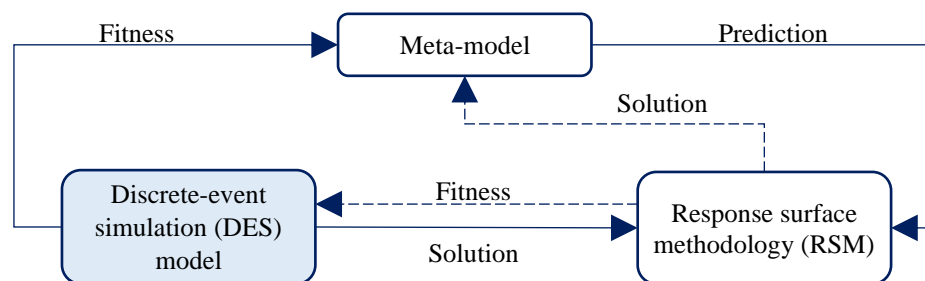 Fitness
Meta-model
Prediction
Solution
Discrete-event
simulation (DES)
model
Fitness
Solution
Response surface
methodology (RSM)